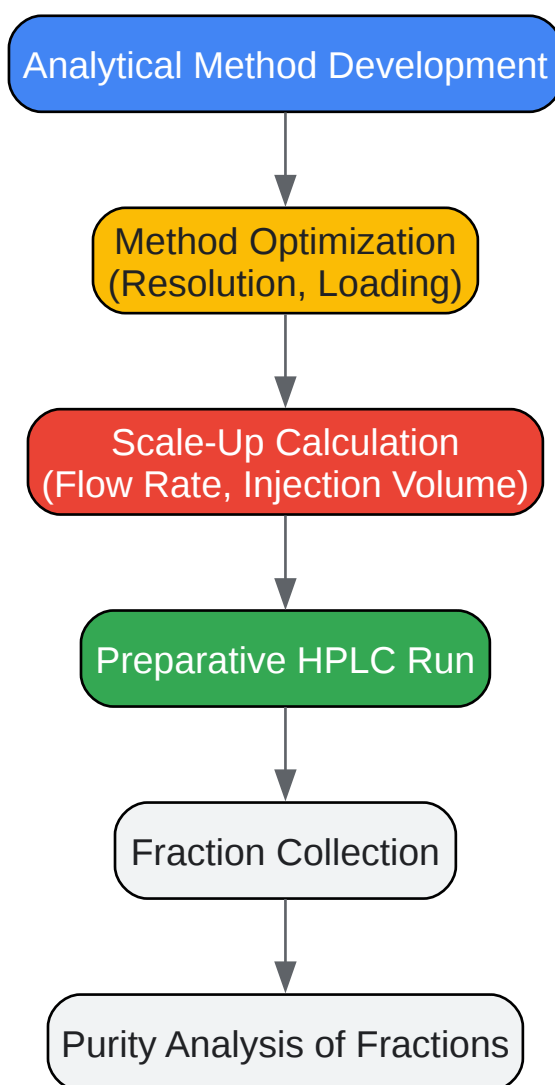 Analytical Method Development
Method Optimization
(Resolution, Loading)
Scale-Up Calculation
(Flow Rate, Injection Volume)
Preparative HPLC Run
Fraction Collection
Purity Analysis of Fractions